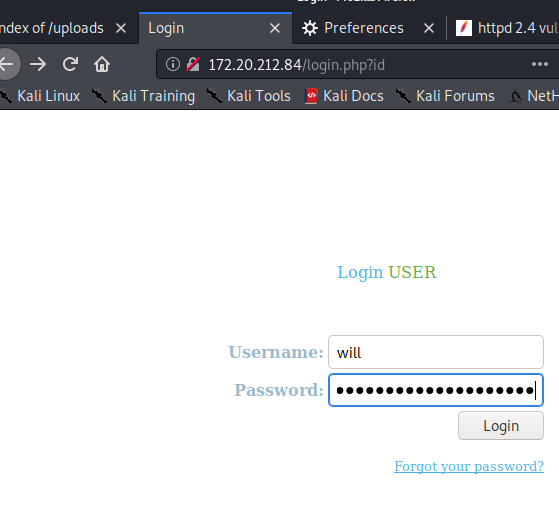 ndex of /uploads
Login
Preferences
httpd 2.4 vul
172.20.212.84/login.php?id
Kali Linux
Kali Training
Kali Tools
Kali Docs
Kali Forums
NetH
Login USER
Username:
will
Password:
Login
Forgot your password?